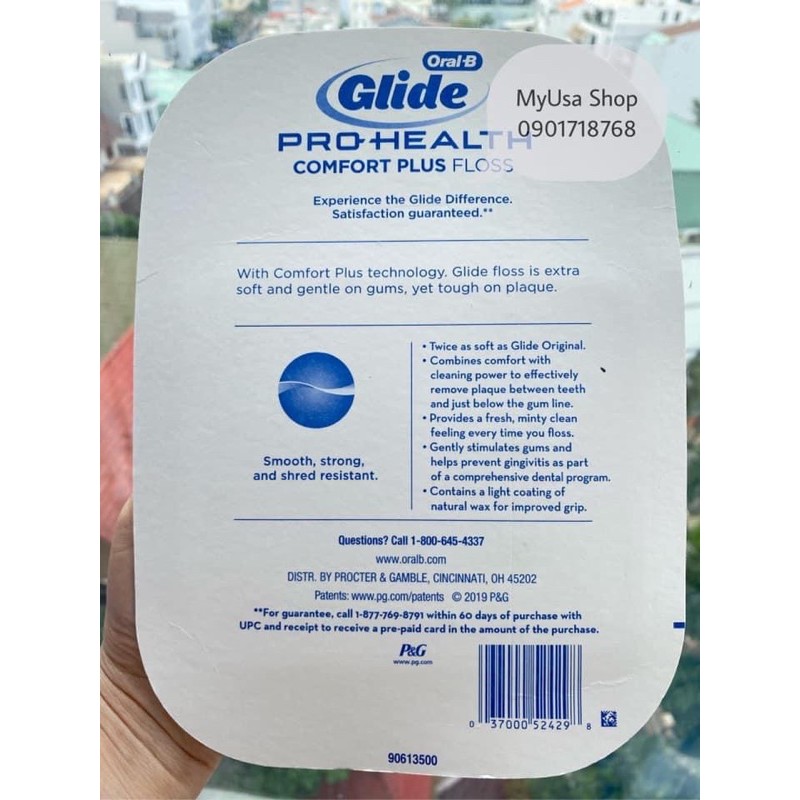 Oral-B
Glide
MyUsa Shop
0901718768
PRO-HEALTH
COMFORT PLUS FLOSS
Experience the Glide Difference.
Satisfaction guaranteed.**
With Comfort Plus technology. Glide floss is extra
soft and gentle on gums, yet tough on plaque.
Smooth, strong,
and shred resistant.
• Twice as soft as Glide Original.
• Combines comfort with
cleaning power to effectively
remove plaque between teeth
and just below the gum line.
• Provides a fresh, minty clean
feeling every time you floss.
• Gently stimulates gums and
helps prevent gingivitis as part
of a comprehensive dental program.
• Contains a light coating of
natural wax for improved grip.
Questions? Call 1-800-645-4337
www.oralb.com
DISTR. BY PROCTER & GAMBLE, CINCINNATI, OH 45202
Patents: www.pg.com/patents © 2019 P&G
**For guarantee, call 1-877-769-8791 within 60 days of purchase with
UPC and receipt to receive a pre-paid card in the amount of the purchase.
P&G
www.pg.com
0 37000 52429 8
90613500